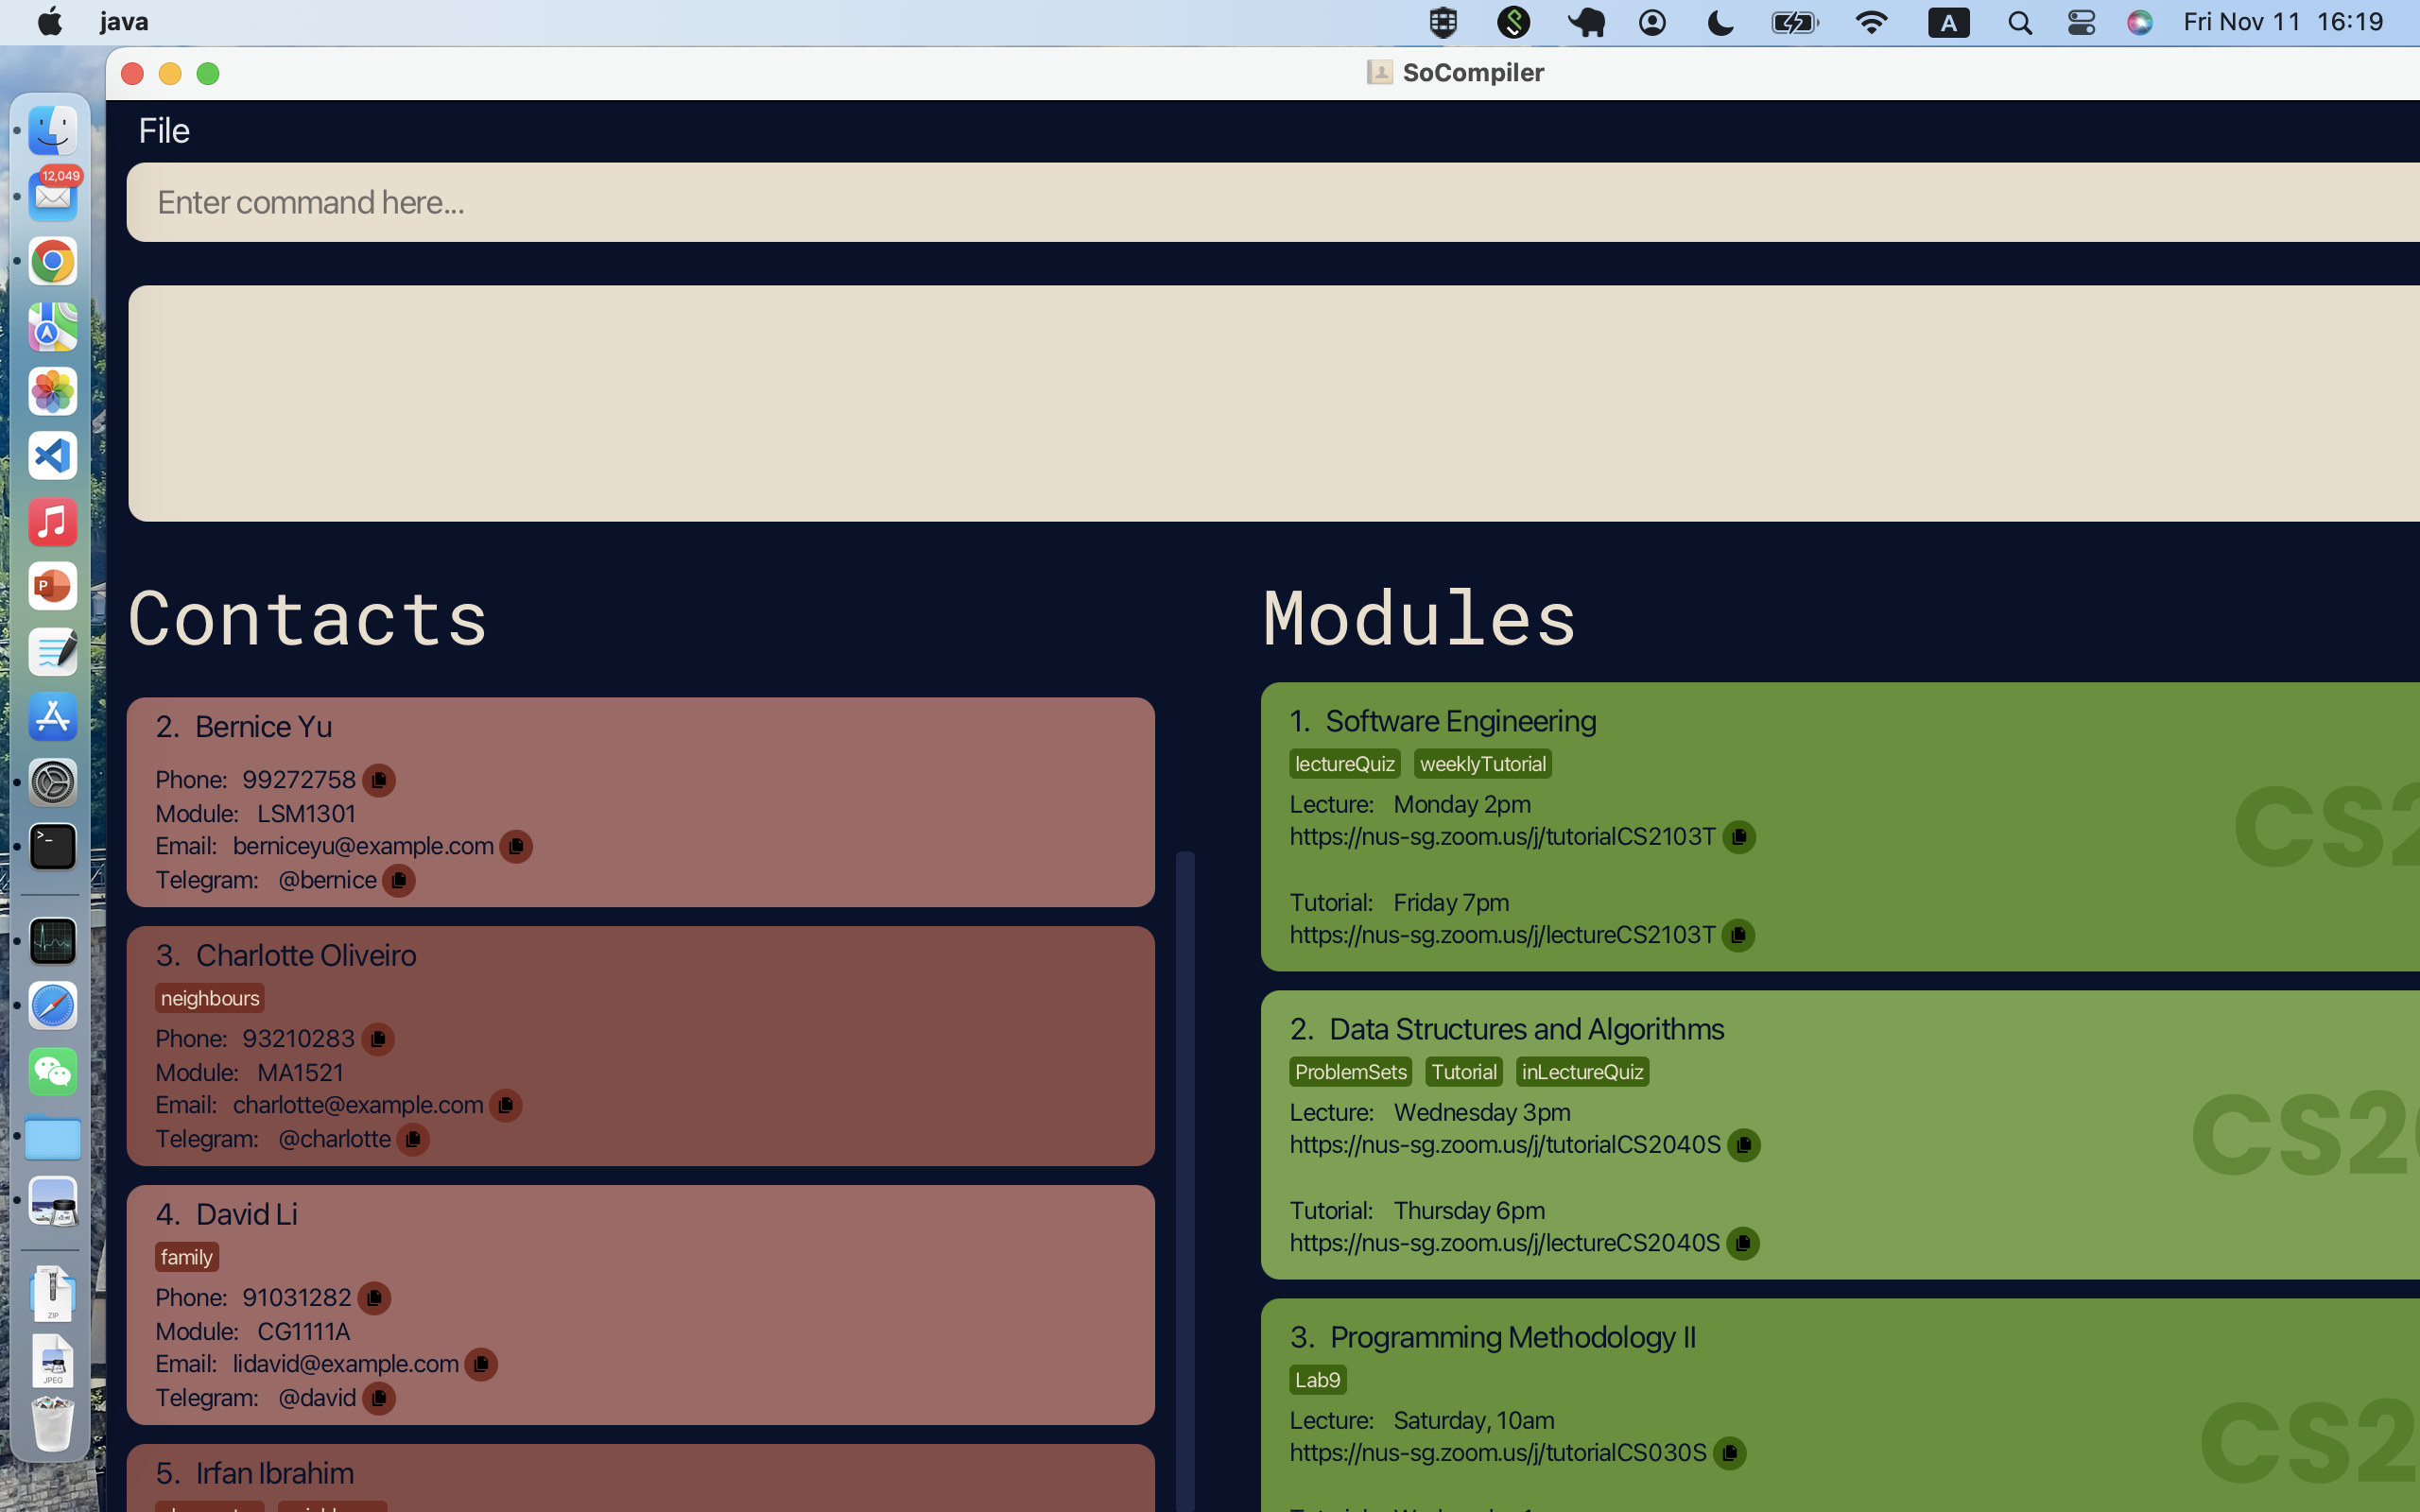 java
A
Fri Nov 11 16:19
SoCompiler
12,049
File
Enter command here...
Contacts
2. Bernice Yu
Phone: 99272758
Module: LSM1301
Email: berniceyu@example.com
Telegram: @bernice
3. Charlotte Oliveiro
neighbours
Phone: 93210283
Module: MA1521
Email: charlotte@example.com
Telegram: @charlotte
4. David Li
family
Phone: 91031282
Module: CG1111A
Email: lidavid@example.com
Telegram: @david
5. Irfan Ibrahim
Modules
1. Software Engineering
lectureQuiz weeklyTutorial
Lecture: Monday 2pm
https://nus-sg.zoom.us/j/tutorialCS2103T
Tutorial: Friday 7pm
https://nus-sg.zoom.us/j/lectureCS2103T
CS2
2. Data Structures and Algorithms
ProblemSets Tutorial inLectureQuiz
Lecture: Wednesday 3pm
https://nus-sg.zoom.us/j/tutorialCS2040S
Tutorial: Thursday 6pm
https://nus-sg.zoom.us/j/lectureCS2040S
CS2
3. Programming Methodology II
Lab9
Lecture: Saturday, 10am
https://nus-sg.zoom.us/j/tutorialCS030S
CS2
P
>_
ZIP
JPEG